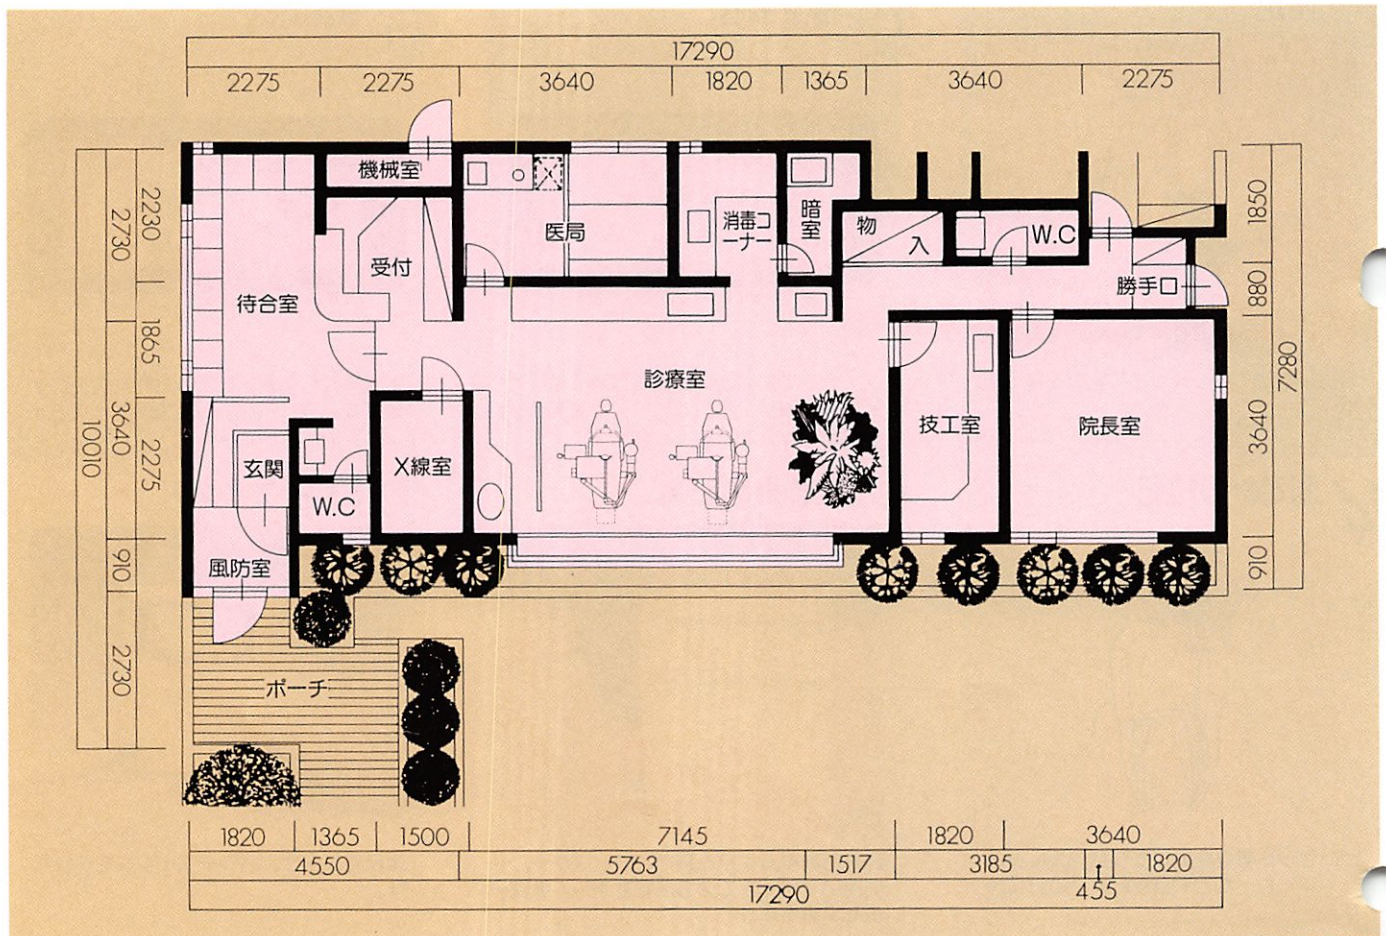 17290
2275 2275 3640 1820 1365 3640 2275
機械室
医局
消毒コ
ーナー
暗
室
物
入
W.C
受付
待合室
勝手口
診療室
技工室
院長室
X線室
玄関
W.C
風防室
ポーチ
2230 1865 2275
2730 3640 910 2730
10010
1850 880 3640 910
7280
1820 1365 1500 7145 1820 3640
4550 5763 1517 3185 455 1820
17290